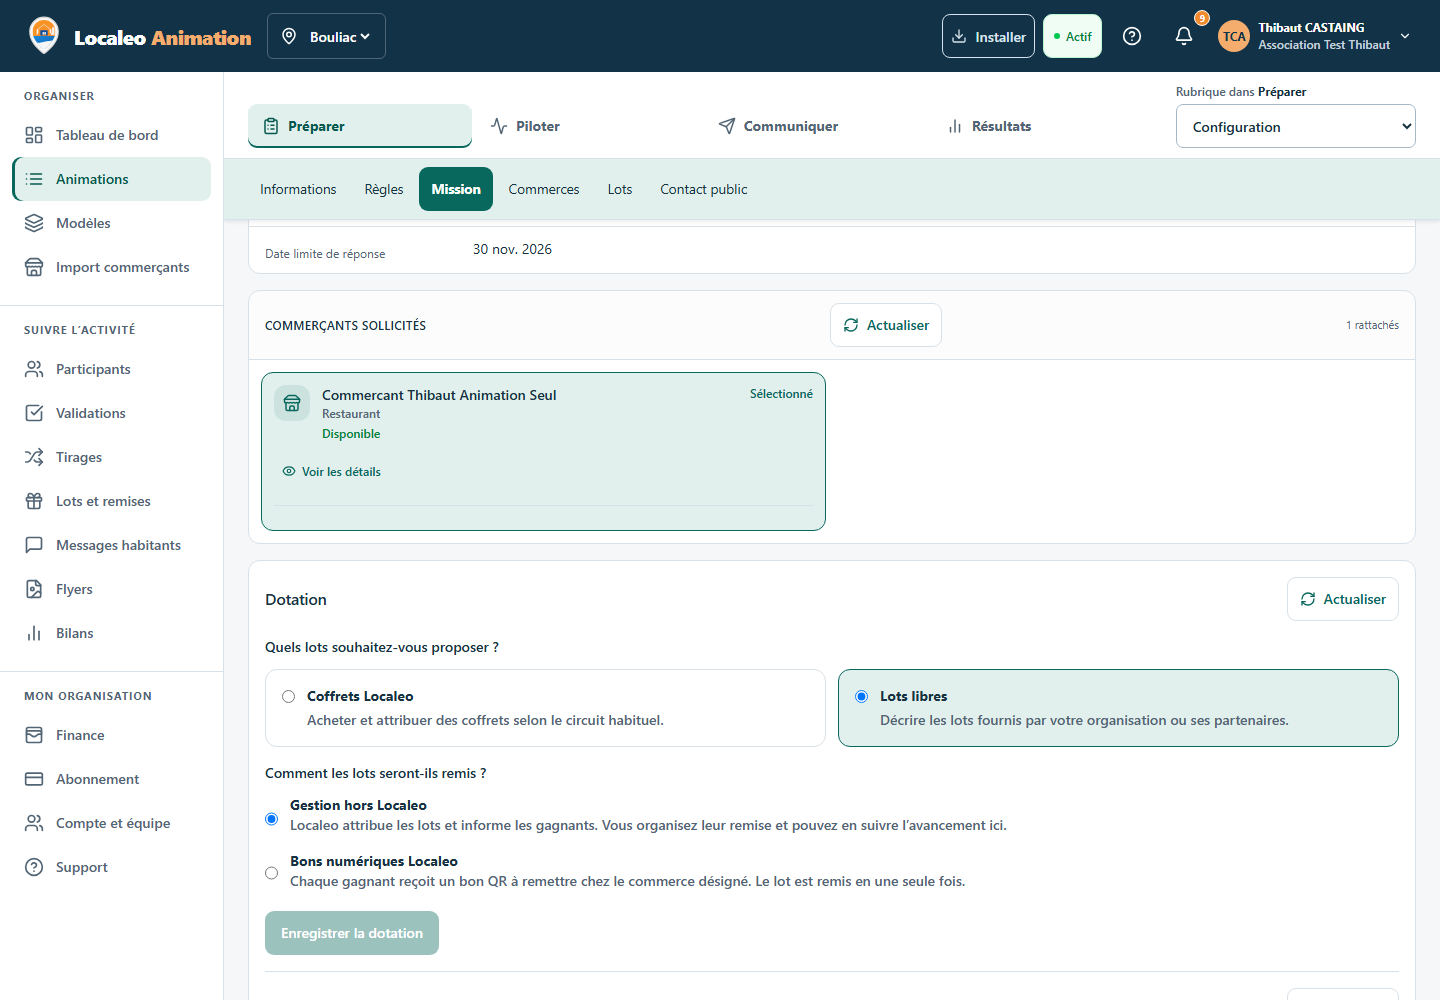 Localeo Animation
Bouliac
Installer
Actif
9
TCA
Thibaut CASTAING
Association Test Thibaut
ORGANISER
Tableau de bord
Animations
Modèles
Import commerçants
SUIVRE L'ACTIVITÉ
Participants
Validations
Tirages
Lots et remises
Messages habitants
Flyers
Bilans
MON ORGANISATION
Finance
Abonnement
Compte et équipe
Support
Préparer
Piloter
Communiquer
Résultats
Rubrique dans Préparer
Configuration
Informations
Règles
Mission
Commerces
Lots
Contact public
Date limite de réponse
30 nov. 2026
COMMERÇANTS SOLLICITÉS
Actualiser
1 rattachés
Commercant Thibaut Animation Seul
Sélectionné
Restaurant
Disponible
Voir les détails
Dotation
Actualiser
Quels lots souhaitez-vous proposer ?
Coffrets Localeo
Acheter et attribuer des coffrets selon le circuit habituel.
Lots libres
Décrire les lots fournis par votre organisation ou ses partenaires.
Comment les lots seront-ils remis ?
Gestion hors Localeo
Localeo attribue les lots et informe les gagnants. Vous organisez leur remise et pouvez en suivre l'avancement ici.
Bons numériques Localeo
Chaque gagnant reçoit un bon QR à remettre chez le commerce désigné. Le lot est remis en une seule fois.
Enregistrer la dotation